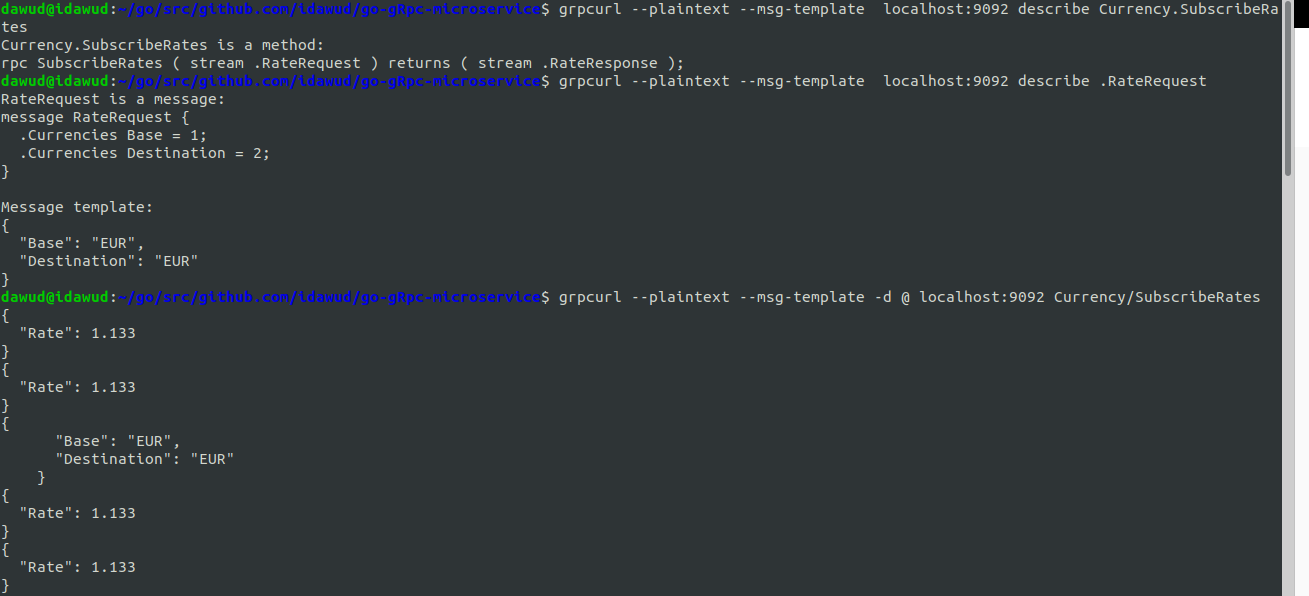 dawud@idawud:~/go/src/github.com/idawud/go-gRpc-microservice$ grpcurl --plaintext --msg-template  localhost:9092 describe Currency.SubscribeRa
tes
Currency.SubscribeRates is a method:
rpc SubscribeRates ( stream .RateRequest ) returns ( stream .RateResponse );
dawud@idawud:~/go/src/github.com/idawud/go-gRpc-microservice$ grpcurl --plaintext --msg-template  localhost:9092 describe .RateRequest
RateRequest is a message:
message RateRequest {
  .Currencies Base = 1;
  .Currencies Destination = 2;
}

Message template:
{
  "Base": "EUR",
  "Destination": "EUR"
}
dawud@idawud:~/go/src/github.com/idawud/go-gRpc-microservice$ grpcurl --plaintext --msg-template -d @ localhost:9092 Currency/SubscribeRates
{
  "Rate": 1.133
}
{
  "Rate": 1.133
}
{
      "Base": "EUR",
      "Destination": "EUR"
    }
{
  "Rate": 1.133
}
{
  "Rate": 1.133
}